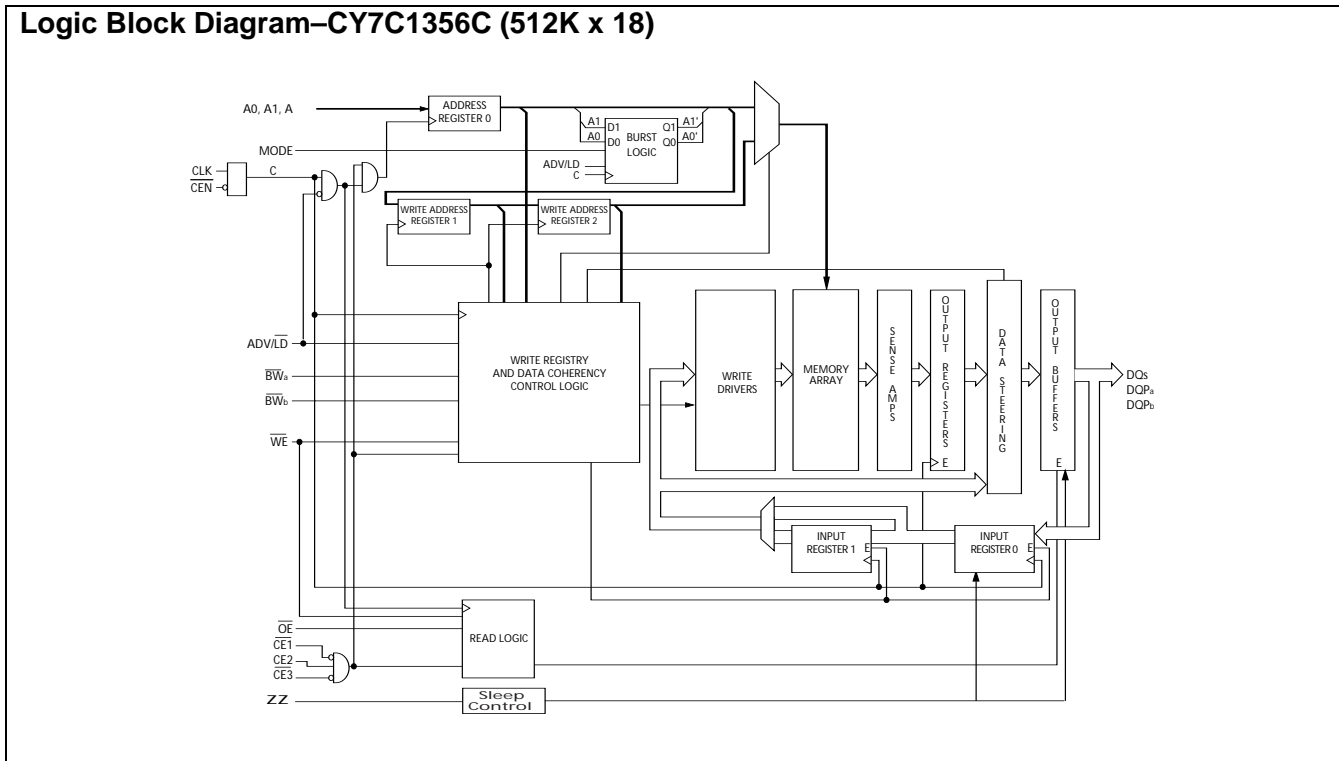 Logic Block Diagram–CY7C1356C (512K x 18)
A0, A1, A
ADDRESS
REGISTER 0
A1
A0
D1
D0
BURST
LOGIC
Q1
Q0
A1'
A0'
MODE
ADV/LD
C
CLK
CEN
C
WRITE ADDRESS
REGISTER 1
WRITE ADDRESS
REGISTER 2
ADV/LD
BWa
BWb
WE
WRITE REGISTRY
AND DATA COHERENCY
CONTROL LOGIC
WRITE
DRIVERS
MEMORY
ARRAY
SENSE AMPS
OUTPUT REGISTERS
E
DATA STEERING
OUTPUT BUFFERS
E
DQs
DQPa
DQPb
INPUT
REGISTER 1
E
INPUT
REGISTER 0
E
OE
CE1
CE2
CE3
READ LOGIC
ZZ
Sleep
Control